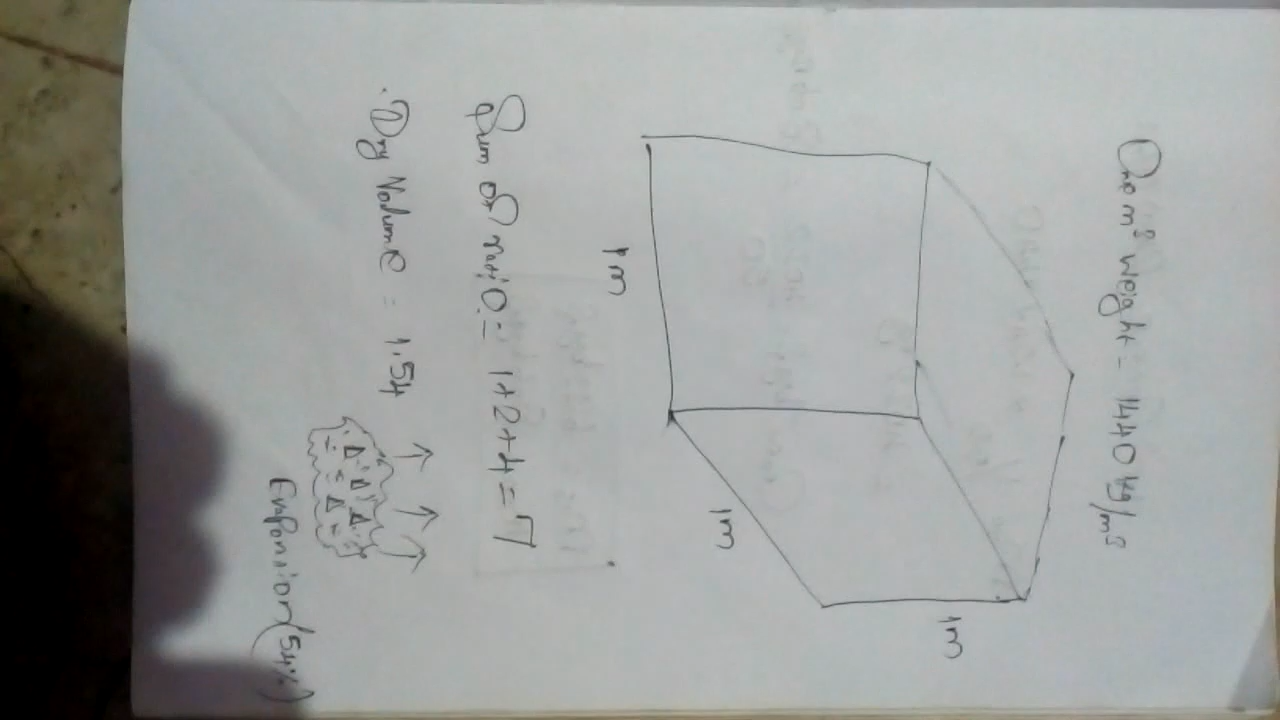 One m³ weight = 1440 kg/m³
1m
1m
1m
Sum of ratio = 1+2+4 = 7
Dry Volume = 1.54
(54%)